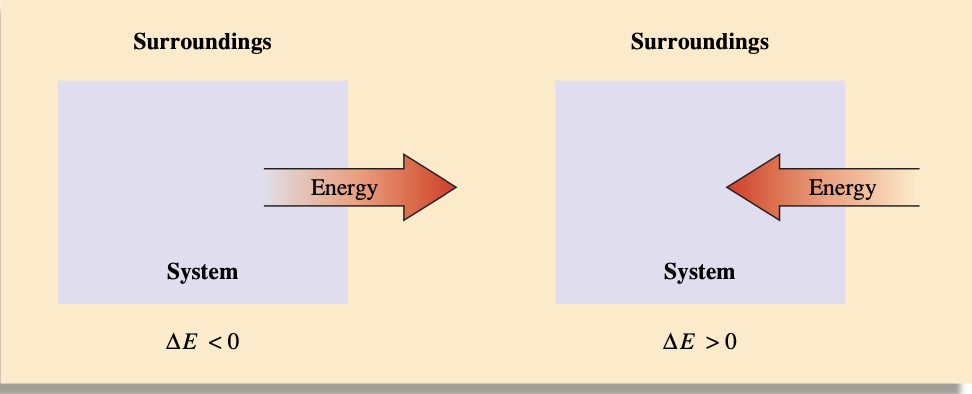 Surroundings
Energy
System
ΔE < 0
Surroundings
Energy
System
ΔE > 0